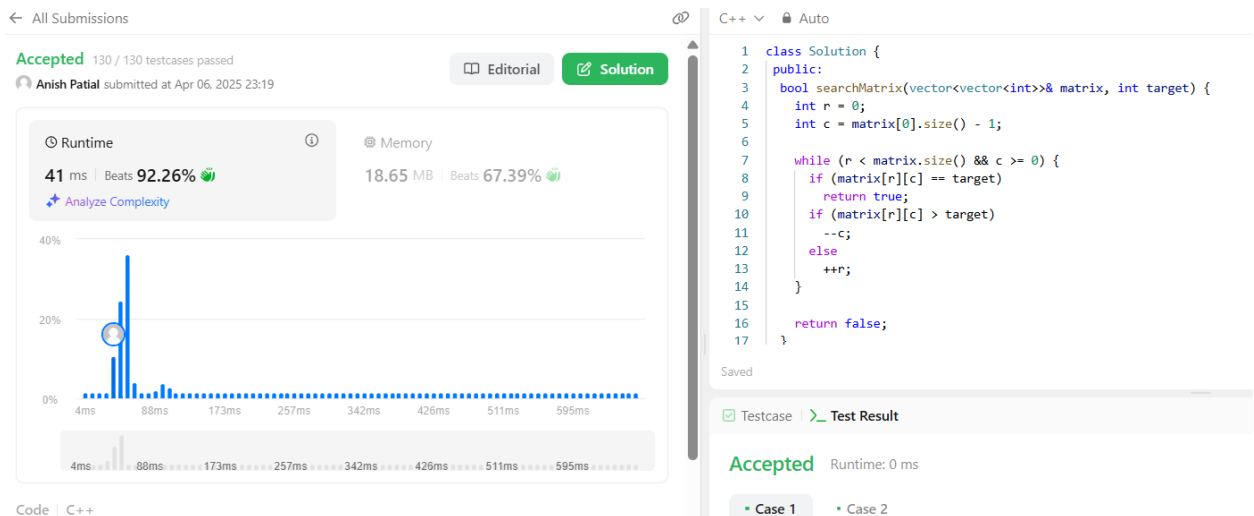 All Submissions
Accepted 130 / 130 testcases passed
Anish Patial submitted at Apr 06, 2025 23:19
Editorial
Solution
Runtime
41 ms Beats 92.26%
Analyze Complexity
Memory
18.65 MB Beats 67.39%
40%
20%
0%
4ms 88ms 173ms 257ms 342ms 426ms 511ms 595ms
4ms 88ms 173ms 257ms 342ms 426ms 511ms 595ms
Code C++
C++ Auto
1 class Solution {
2 public:
3 bool searchMatrix(vector<vector<int>>& matrix, int target) {
4 int r = 0;
5 int c = matrix[0].size() - 1;
6
7 while (r < matrix.size() && c >= 0) {
8 if (matrix[r][c] == target)
9 return true;
10 if (matrix[r][c] > target)
11 --c;
12 else
13 ++r;
14 }
15
16 return false;
17 }
Saved
Testcase Test Result
Accepted Runtime: 0 ms
• Case 1 • Case 2